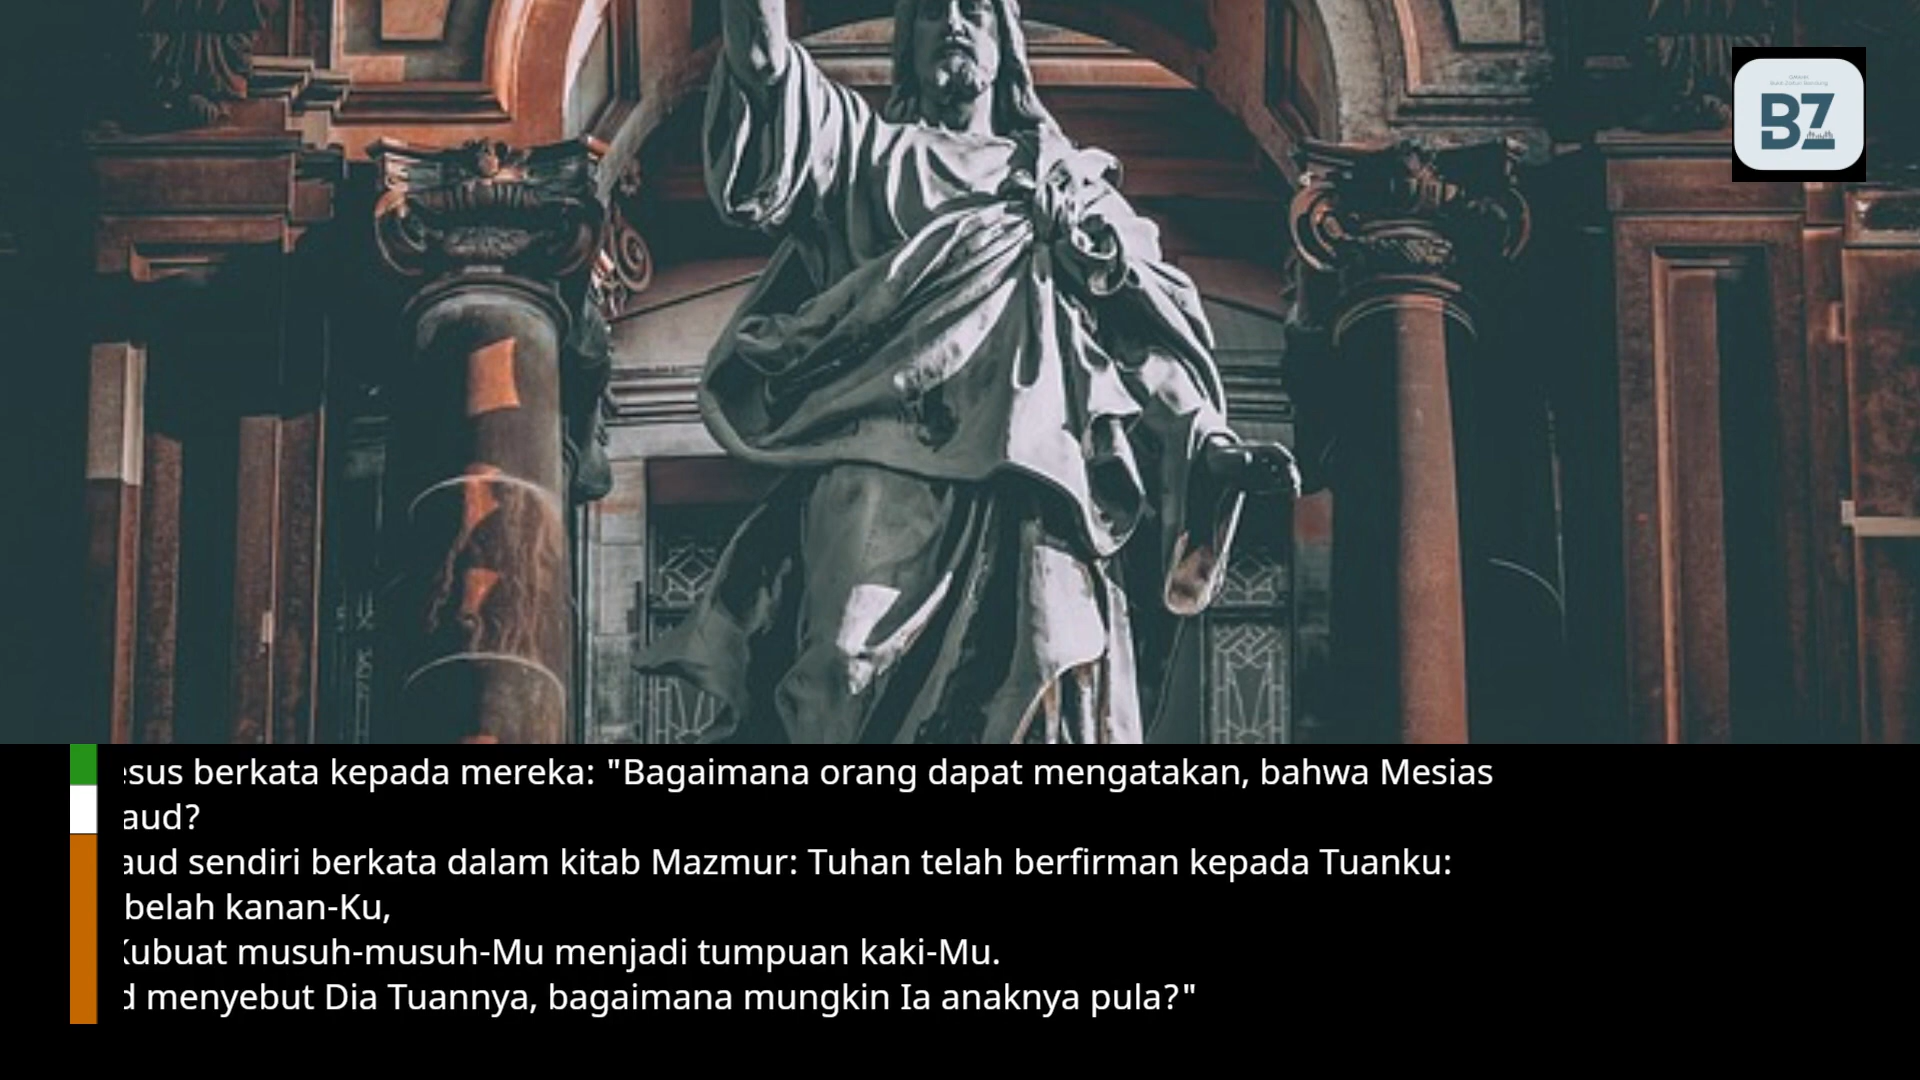 BZ
sus berkata kepada mereka: "Bagaimana orang dapat mengatakan, bahwa Mesias
aud?
aud sendiri berkata dalam kitab Mazmur: Tuhan telah berfirman kepada Tuanku:
belah kanan-Ku,
Kubuat musuh-musuh-Mu menjadi tumpuan kaki-Mu.
d menyebut Dia Tuannya, bagaimana mungkin Ia anaknya pula?"